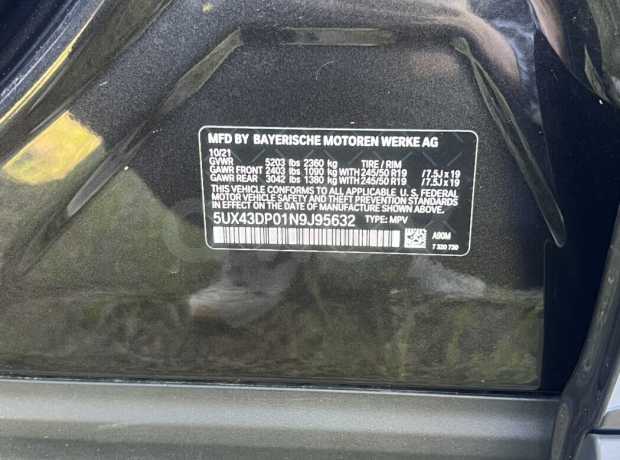 MFD BY BAYERISCHE MOTOREN WERKE AG
10/21
GVWR 5203 lbs 2360 kg TIRE / RIM
GAWR FRONT 2403 lbs 1090 kg WITH 245/50 R19 /7.5J x 19
GAWR REAR 3042 lbs 1380 kg WITH 245/50 R19 /7.5J x 19
THIS VEHICLE CONFORMS TO ALL APPLICABLE U. S. FEDERAL
MOTOR VEHICLE SAFETY AND THEFT PREVENTION STANDARDS
IN EFFECT ON THE DATE OF MANUFACTURE SHOWN ABOVE.
5UX43DP01N9J95632 TYPE: MPV
A90M
7 320 730